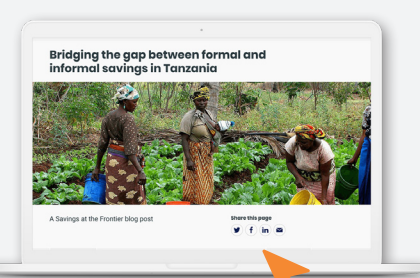 Bridging the gap between formal and
informal savings in Tanzania
A Savings at the Frontier blog post
Share this page